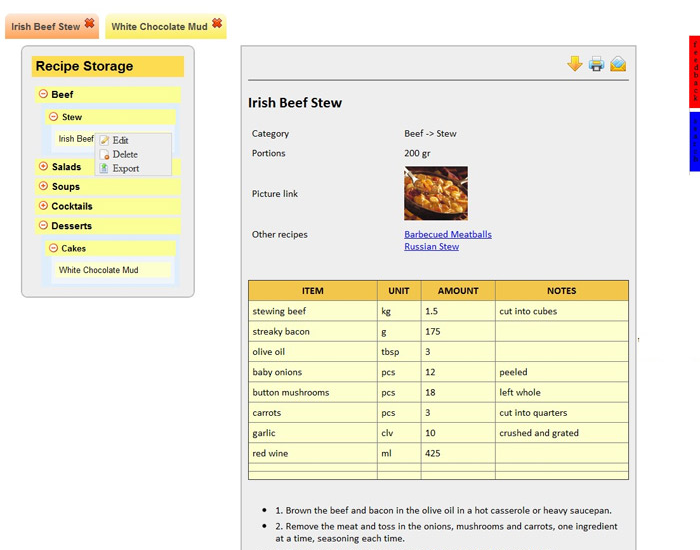 Irish Beef Stew
White Chocolate Mud
Recipe Storage
Beef
Stew
Irish Beef
Edit
Delete
Export
Salads
Soups
Cocktails
Desserts
Cakes
White Chocolate Mud
Irish Beef Stew
Category Beef -> Stew
Portions 200 gr
Picture link
Other recipes Barbecued Meatballs
Russian Stew
ITEM UNIT AMOUNT NOTES
stewing beef kg 1.5 cut into cubes
streaky bacon g 175
olive oil tbsp 3
baby onions pcs 12 peeled
button mushrooms pcs 18 left whole
carrots pcs 3 cut into quarters
garlic clv 10 crushed and grated
red wine ml 425
• 1. Brown the beef and bacon in the olive oil in a hot casserole or heavy saucepan.
• 2. Remove the meat and toss in the onions, mushrooms and carrots, one ingredient
at a time, seasoning each time.
Feedback